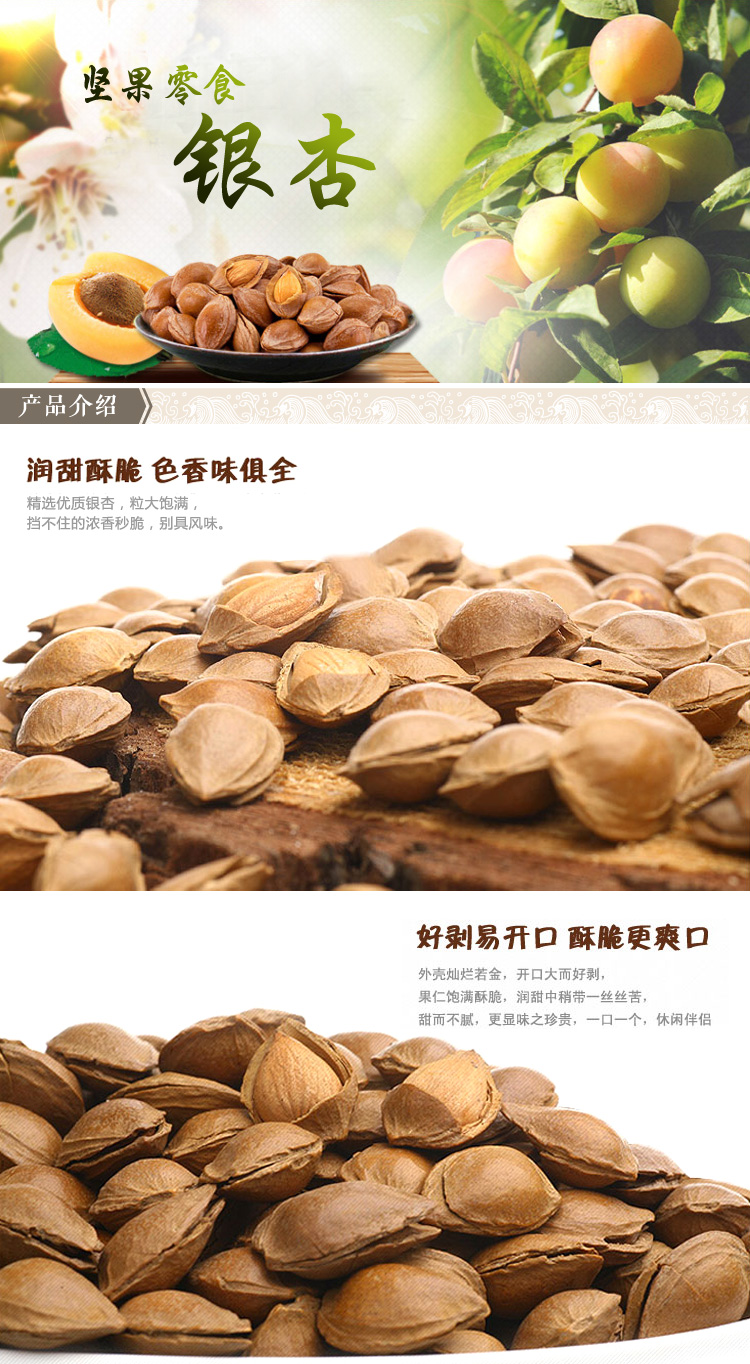 坚果零食
银杏
产品介绍
润甜酥脆 色香味俱全
精选优质银杏，粒大饱满，
挡不住的浓香秒脆，别具风味。
好剥易开口 酥脆更爽口
外壳灿烂若金，开口大而好剥，
果仁饱满酥脆，润甜中稍带一丝丝苦，
甜而不腻，更显味之珍贵，一口一个，休闲伴侣